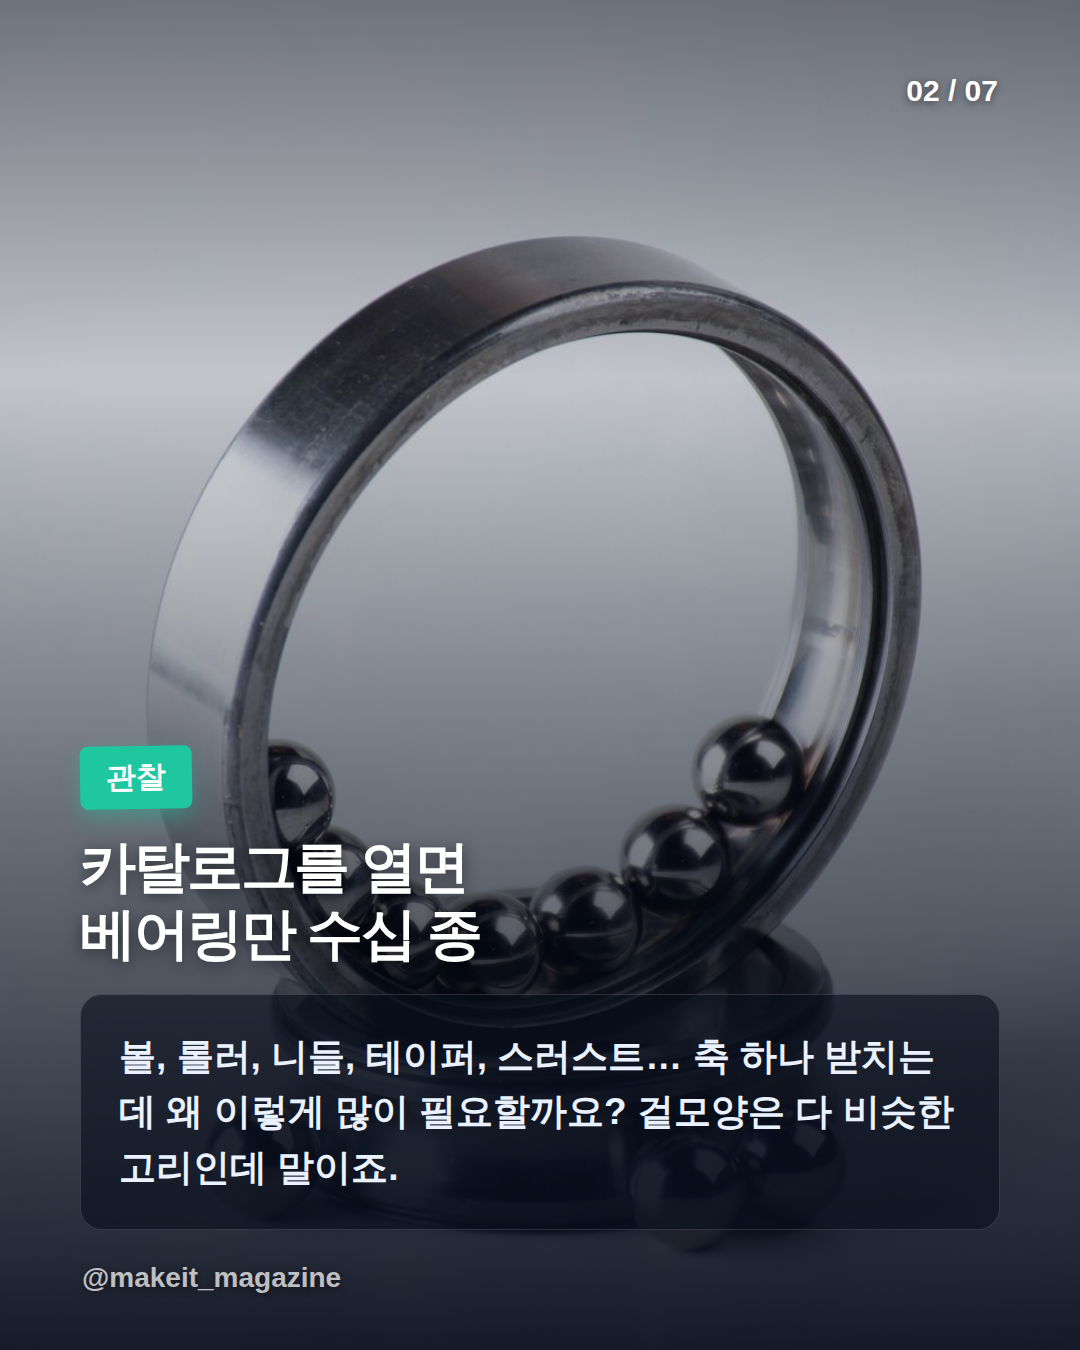 02 / 07
관찰
카탈로그를 열면
베어링만 수십 종
볼, 롤러, 니들, 테이퍼, 스러스트… 축 하나 받치는
데 왜 이렇게 많이 필요할까요? 겉모양은 다 비슷한
고리인데 말이죠.
@makeit_magazine